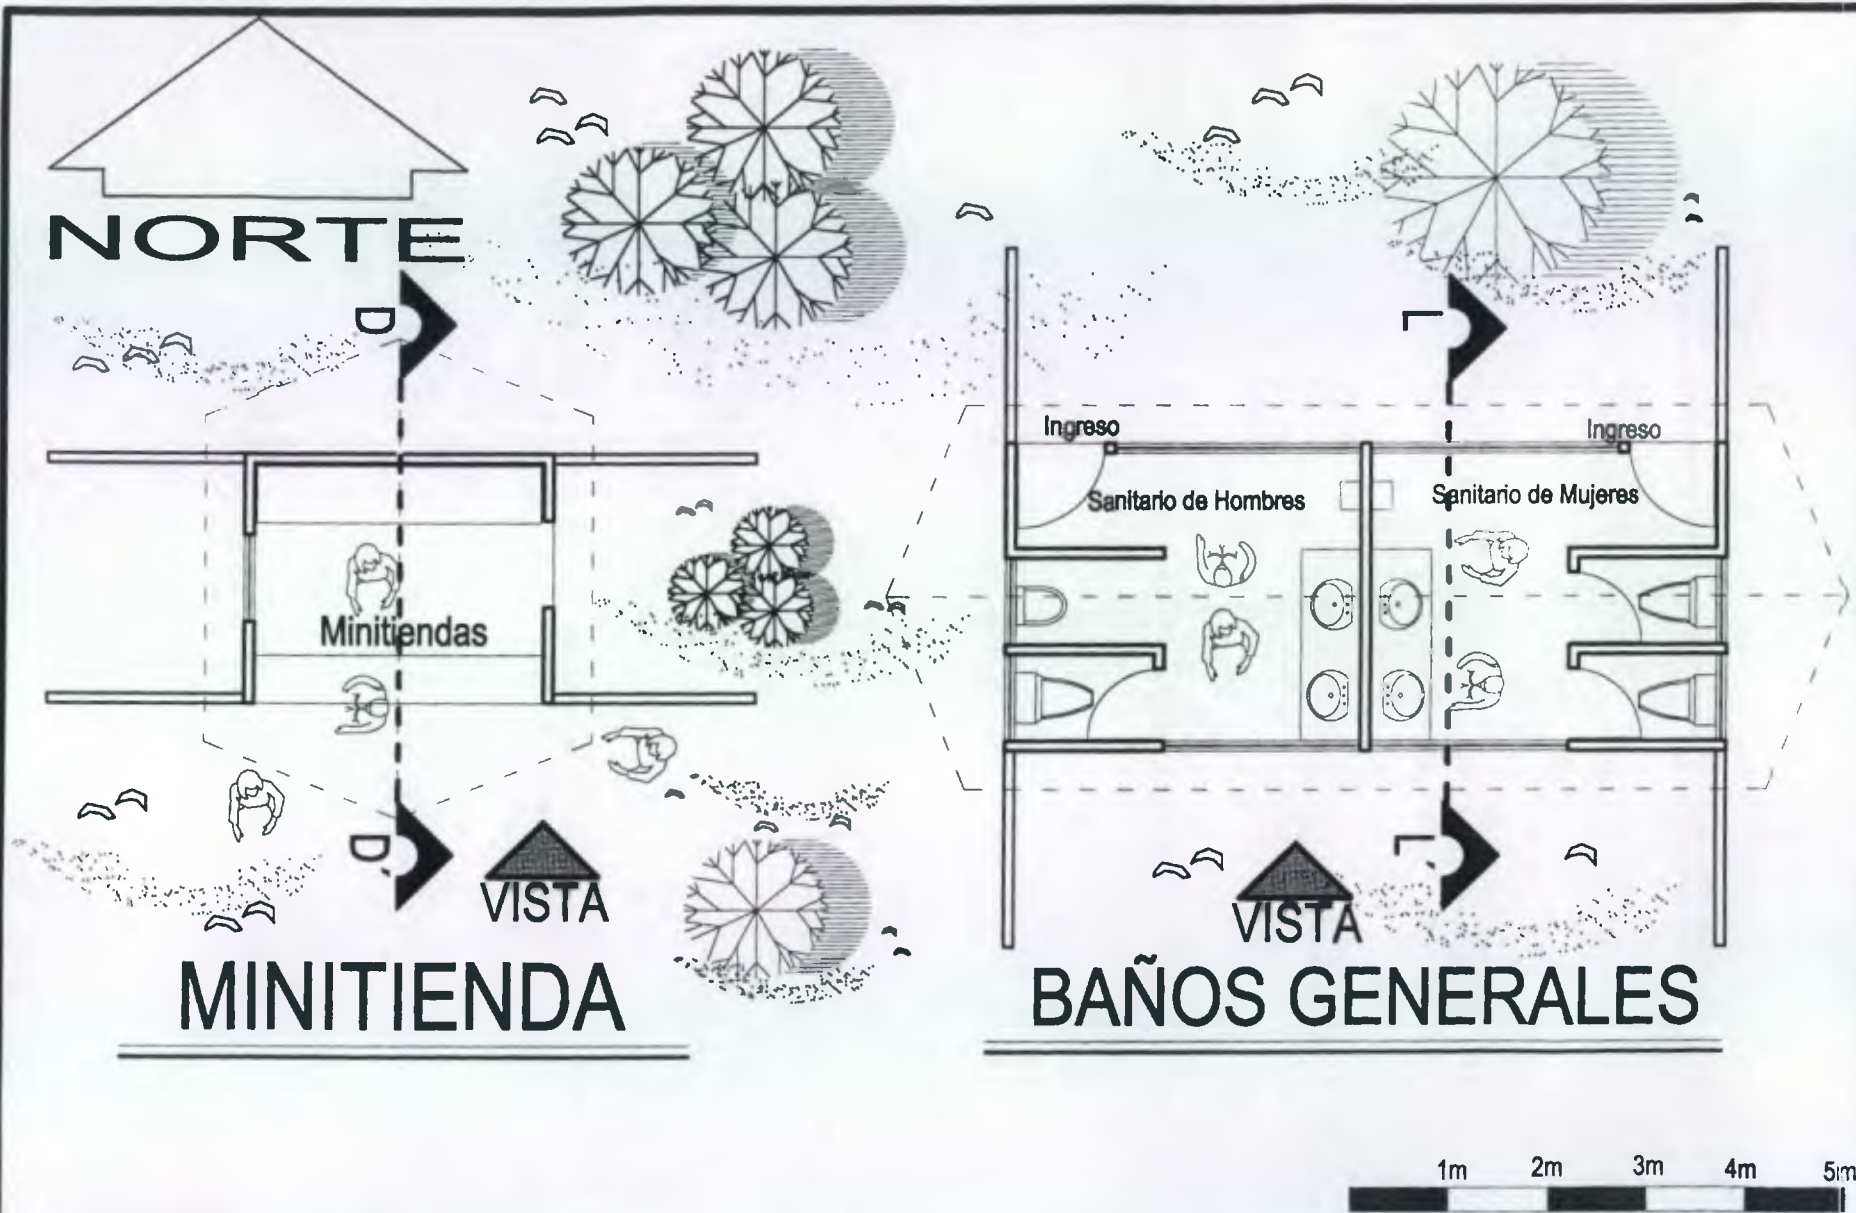 NORTE
D
L
Ingreso
Ingreso
Sanitario de Hombres
Sanitario de Mujeres
Minitiendas
D'
L'
VISTA
VISTA
MINITIENDA
BAÑOS GENERALES
1m 2m 3m 4m 5m